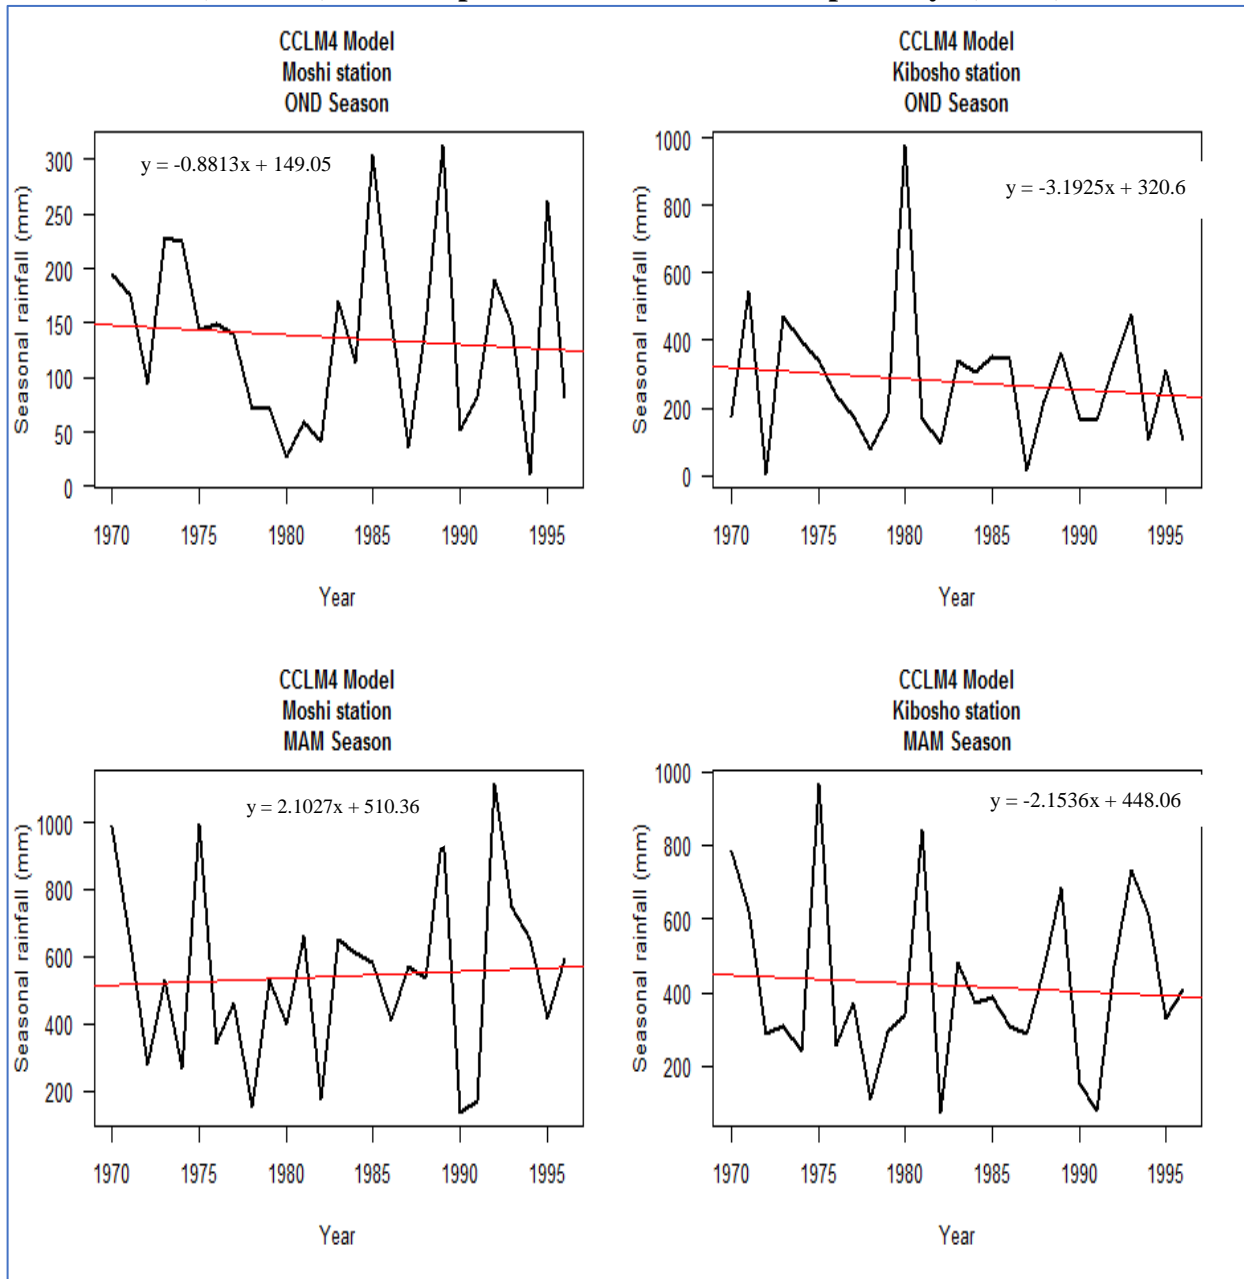 CCLM4 Model
Moshi station
OND Season
y = -0.8813x + 149.05
Seasonal rainfall (mm)
300
250
200
150
100
50
0
1970 1975 1980 1985 1990 1995
Year
CCLM4 Model
Kibosho station
OND Season
y = -3.1925x + 320.6
Seasonal rainfall (mm)
1000
800
600
400
200
0
1970 1975 1980 1985 1990 1995
Year
CCLM4 Model
Moshi station
MAM Season
y = 2.1027x + 510.36
Seasonal rainfall (mm)
1000
800
600
400
200
1970 1975 1980 1985 1990 1995
Year
CCLM4 Model
Kibosho station
MAM Season
y = -2.1536x + 448.06
Seasonal rainfall (mm)
1000
800
600
400
200
1970 1975 1980 1985 1990 1995
Year